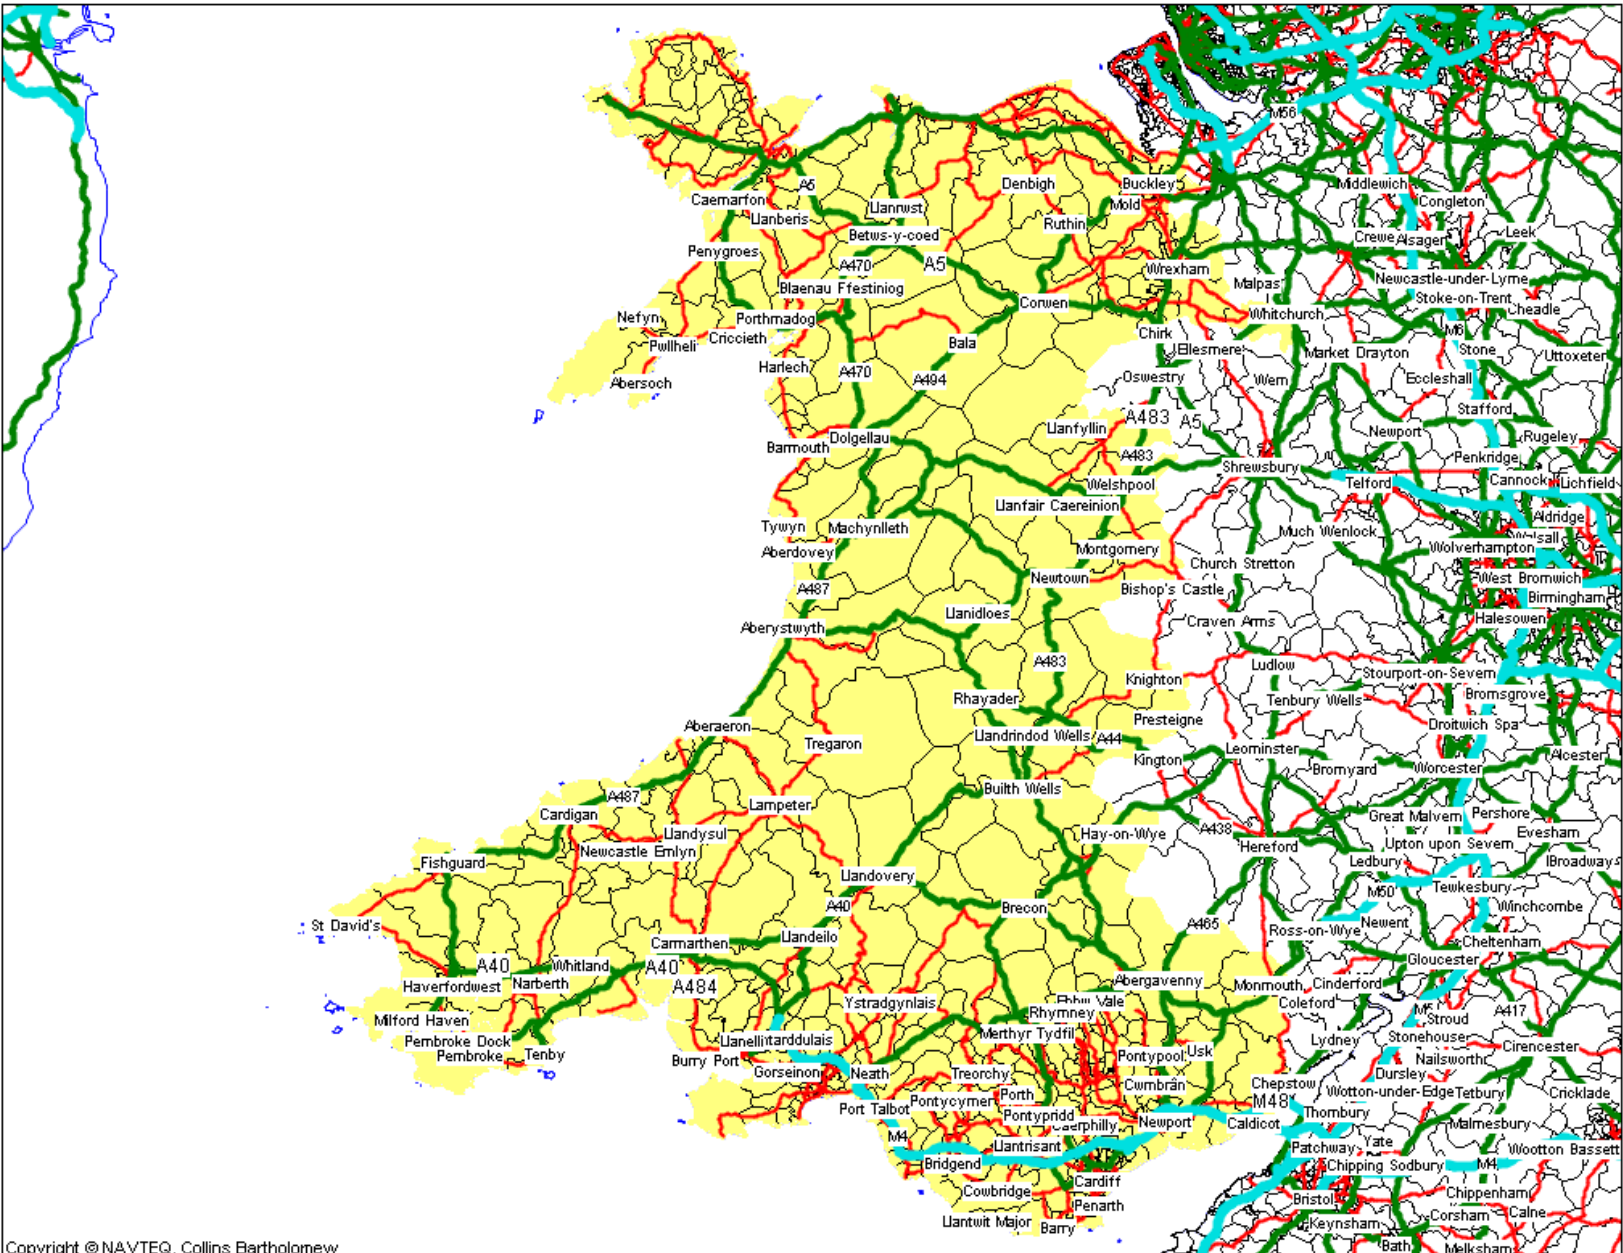 M56
A5
Denbigh
Buckley
Middlewich
Caernarfon
Llanrwst
Mold
Congleton
Llanberis
Ruthin
Betws-y-coed
Crewe
Alsager
Leek
Penygroes
A470
A5
Wrexham
Malpas
Newcastle-under-Lyme
Blaenau Ffestiniog
Corwen
Stoke-on-Trent
Cheadle
Nefyn
Porthmadog
Whitchurch
Pwllheli
Criccieth
Bala
Chirk
M6
Ellesmere
Market Drayton
Stone
Uttoxeter
Harlech
A470
A494
Abersoch
Oswestry
Wem
Eccleshall
A483
A5
Stafford
Llanfyllin
Newport
Rugeley
Barmouth
Dolgellau
A483
Shrewsbury
Penkridge
Welshpool
Telford
Cannock
Lichfield
Llanfair Caereinion
Aldridge
Tywyn
Machynlleth
Much Wenlock
Walsall
Aberdovey
Montgomery
Wolverhampton
Church Stretton
A487
Newtown
Bishop's Castle
West Bromwich
Birmingham
Llanidloes
Craven Arms
Halesowen
Aberystwyth
A483
Ludlow
Knighton
Stourport-on-Severn
Rhayader
Tenbury Wells
Bromsgrove
Aberaeron
Presteigne
Droitwich Spa
Tregaron
Llandrindod Wells
A44
Leominster
Kington
Alcester
Bromyard
Worcester
A487
Builth Wells
Cardigan
Lampeter
Great Malvern
Pershore
Llandysul
Hay-on-Wye
A438
Evesham
Newcastle Emlyn
Hereford
Upton upon Severn
Fishguard
Ledbury
Broadway
Llandovery
M50
Tewkesbury
A40
Brecon
Winchcombe
St David's
A465
Ross-on-Wye
Newent
Carmarthen
Llandeilo
Cheltenham
A40
Whitland
A40
Gloucester
Haverfordwest
Narberth
A484
Abergavenny
Monmouth
Cinderford
Ystradgynlais
Ebbw Vale
Coleford
Milford Haven
Rhymney
M5
A417
Stroud
Pembroke Dock
Llanelli
tarddulais
Merthyr Tydfil
Lydney
Stonehouse
Pembroke
Tenby
Burry Port
Pontypool
Usk
Nailsworth
Cirencester
Gorseinon
Neath
Treorchy
Cwmbrân
Chepstow
Dursley
Port Talbot
Pontycymer
Porth
M48
Wotton-under-Edge
Tetbury
Cricklade
Pontypridd
Caerphilly
Newport
Caldicot
Thornbury
Malmesbury
M4
Llantrisant
Patchway
Yate
Wootton Bassett
Bridgend
Chipping Sodbury
M4
Cowbridge
Cardiff
Bristol
Chippenham
Penarth
Calne
Llantwit Major
Barry
Keynsham
Corsham
Bath
Melksham
Copyright © NAVTEQ, Collins Bartholomew